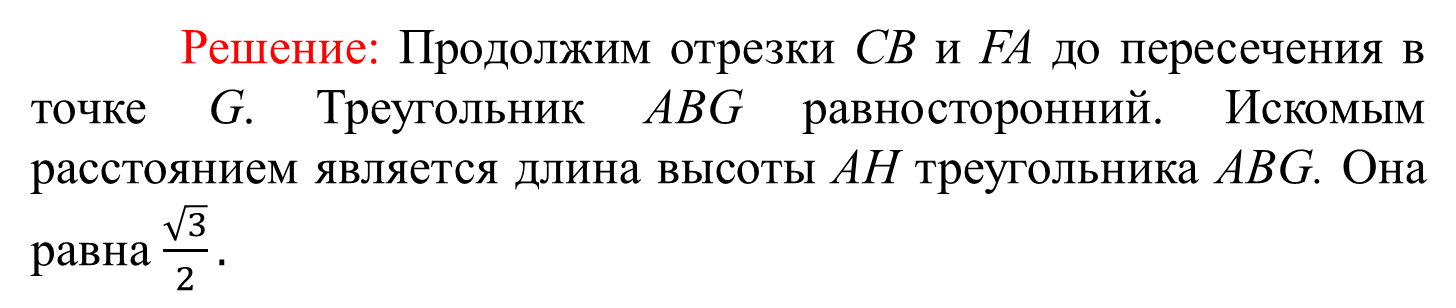 Решение: Продолжим отрезки CB и FA до пересечения в
точке G. Треугольник ABG равносторонний. Искомым
расстоянием является длина высоты AH треугольника ABG. Она
равна √3/2.